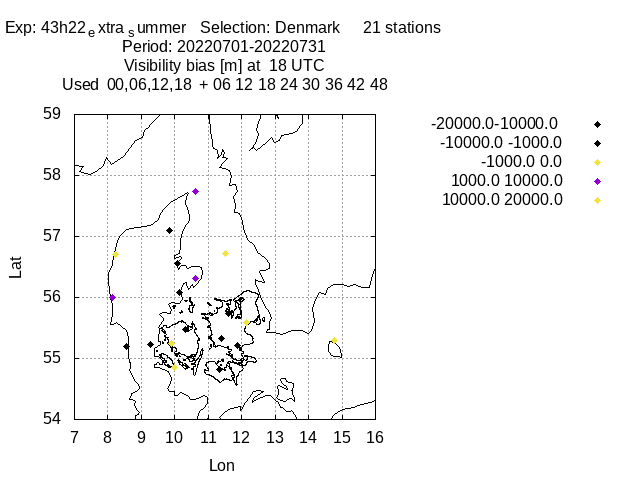 Exp: 43h22extrasummer   Selection: Denmark     21 stations
Period: 20220701-20220731
Visibility bias [m] at  18 UTC
Used  00,06,12,18  + 06 12 18 24 30 36 42 48
-20000.0-10000.0
-10000.0 -1000.0
-1000.0 0.0
1000.0 10000.0
10000.0 20000.0
59
58
57
56
55
54
Lat
7 8 9 10 11 12 13 14 15 16
Lon